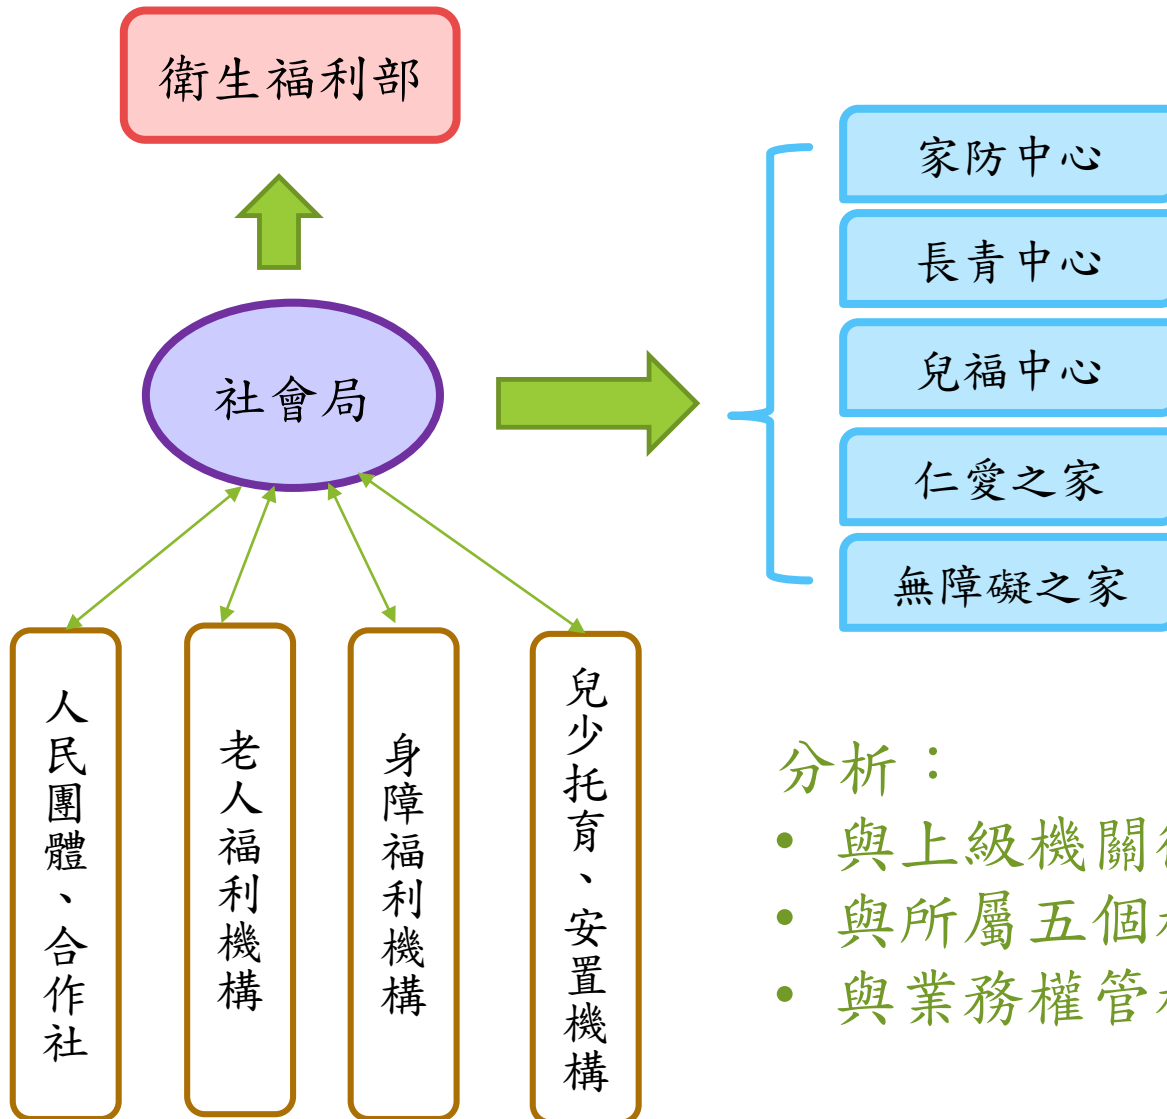 衛生福利部
社會局
家防中心
長青中心
兒福中心
仁愛之家
無障礙之家
人民團體、合作社
老人福利機構
身障福利機構
兒少托育、安置機構
分析：
• 與上級機關
• 與所屬五個
• 與業務權管